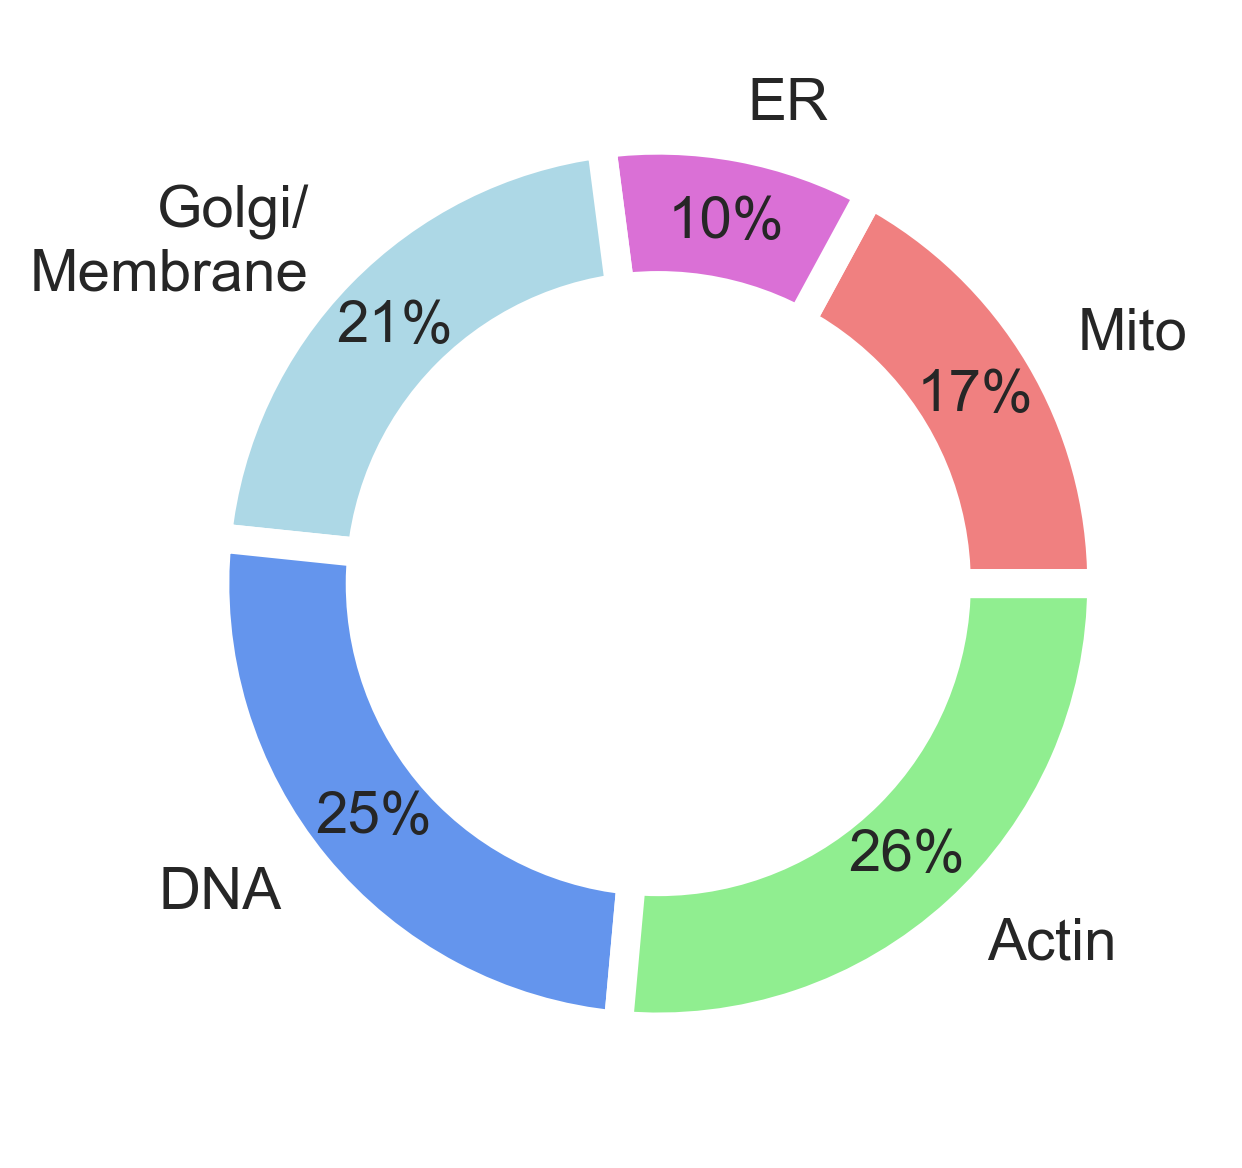 ER
10%
Golgi/
Membrane
21%
Mito
17%
25%
DNA
26%
Actin